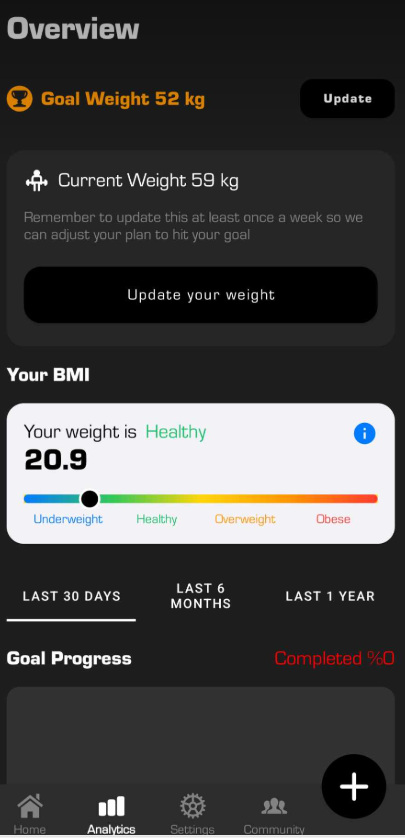 Overview
Goal Weight 52 kg
Update
Current Weight 59 kg
Remember to update this at least once a week so we
can adjust your plan to hit your goal
Update your weight
Your BMI
Your weight is Healthy
20.9
Underweight Healthy Overweight Obese
LAST 30 DAYS
LAST 6
MONTHS
LAST 1 YEAR
Goal Progress
Completed %0
Home Analytics Settings Community